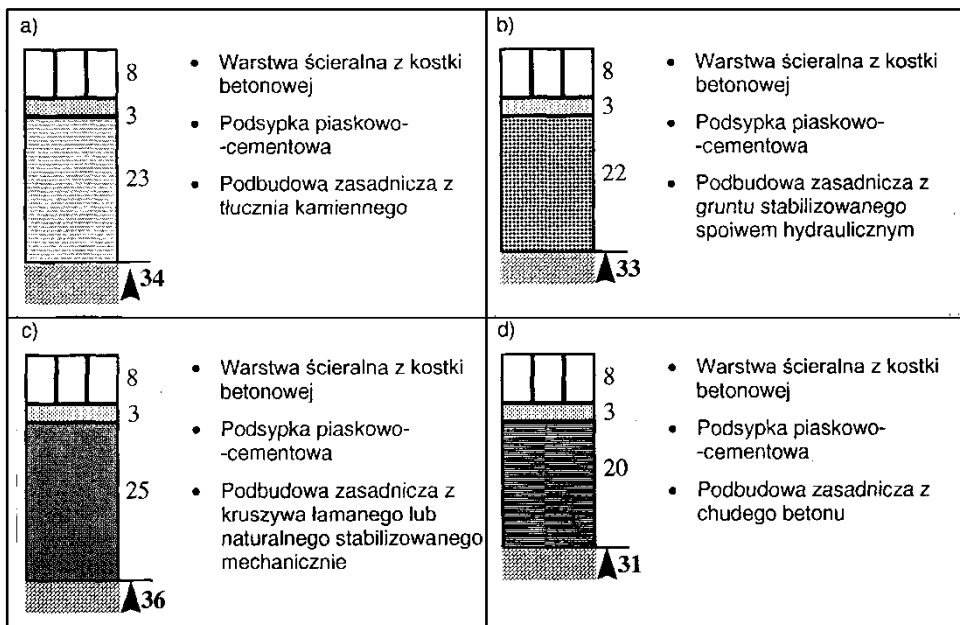 a)
8
3
23
34
• Warstwa ścieralna z kostki
betonowej
• Podsypka piaskowo-
-cementowa
• Podbudowa zasadnicza z
tłucznia kamiennego
b)
8
3
22
33
• Warstwa ścieralna z kostki
betonowej
• Podsypka piaskowo-
-cementowa
• Podbudowa zasadnicza z
gruntu stabilizowanego
spoiwem hydraulicznym
c)
8
3
25
36
• Warstwa ścieralna z kostki
betonowej
• Podsypka piaskowo-
-cementowa
• Podbudowa zasadnicza z
kruszywa łamanego lub
naturalnego stabilizowanego
mechanicznie
d)
8
3
20
31
• Warstwa ścieralna z kostki
betonowej
• Podsypka piaskowo-
-cementowa
• Podbudowa zasadnicza z
chudego betonu